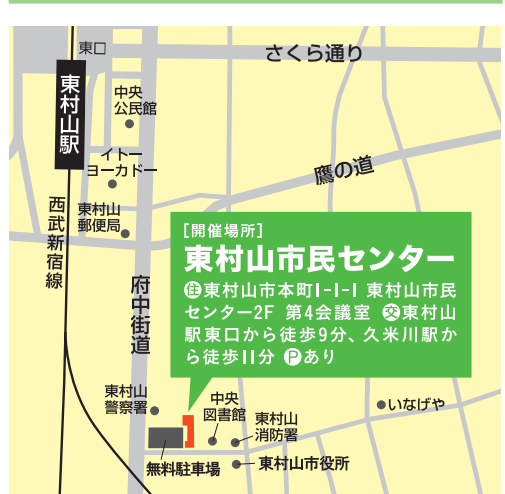 東口
さくら通り
東村山駅
中央
公民館
イトー
ヨーカドー
鷹の道
西武新宿線
東村山
郵便局
府中街道
[開催場所]
東村山市民センター
住東村山市本町1-1-1 東村山市民
センター2F 第4会議室 交東村山
駅東口から徒歩9分、久米川駅か
ら徒歩11分 Pあり
東村山
警察署
中央
図書館
東村山
消防署
いなげや
無料駐車場
東村山市役所